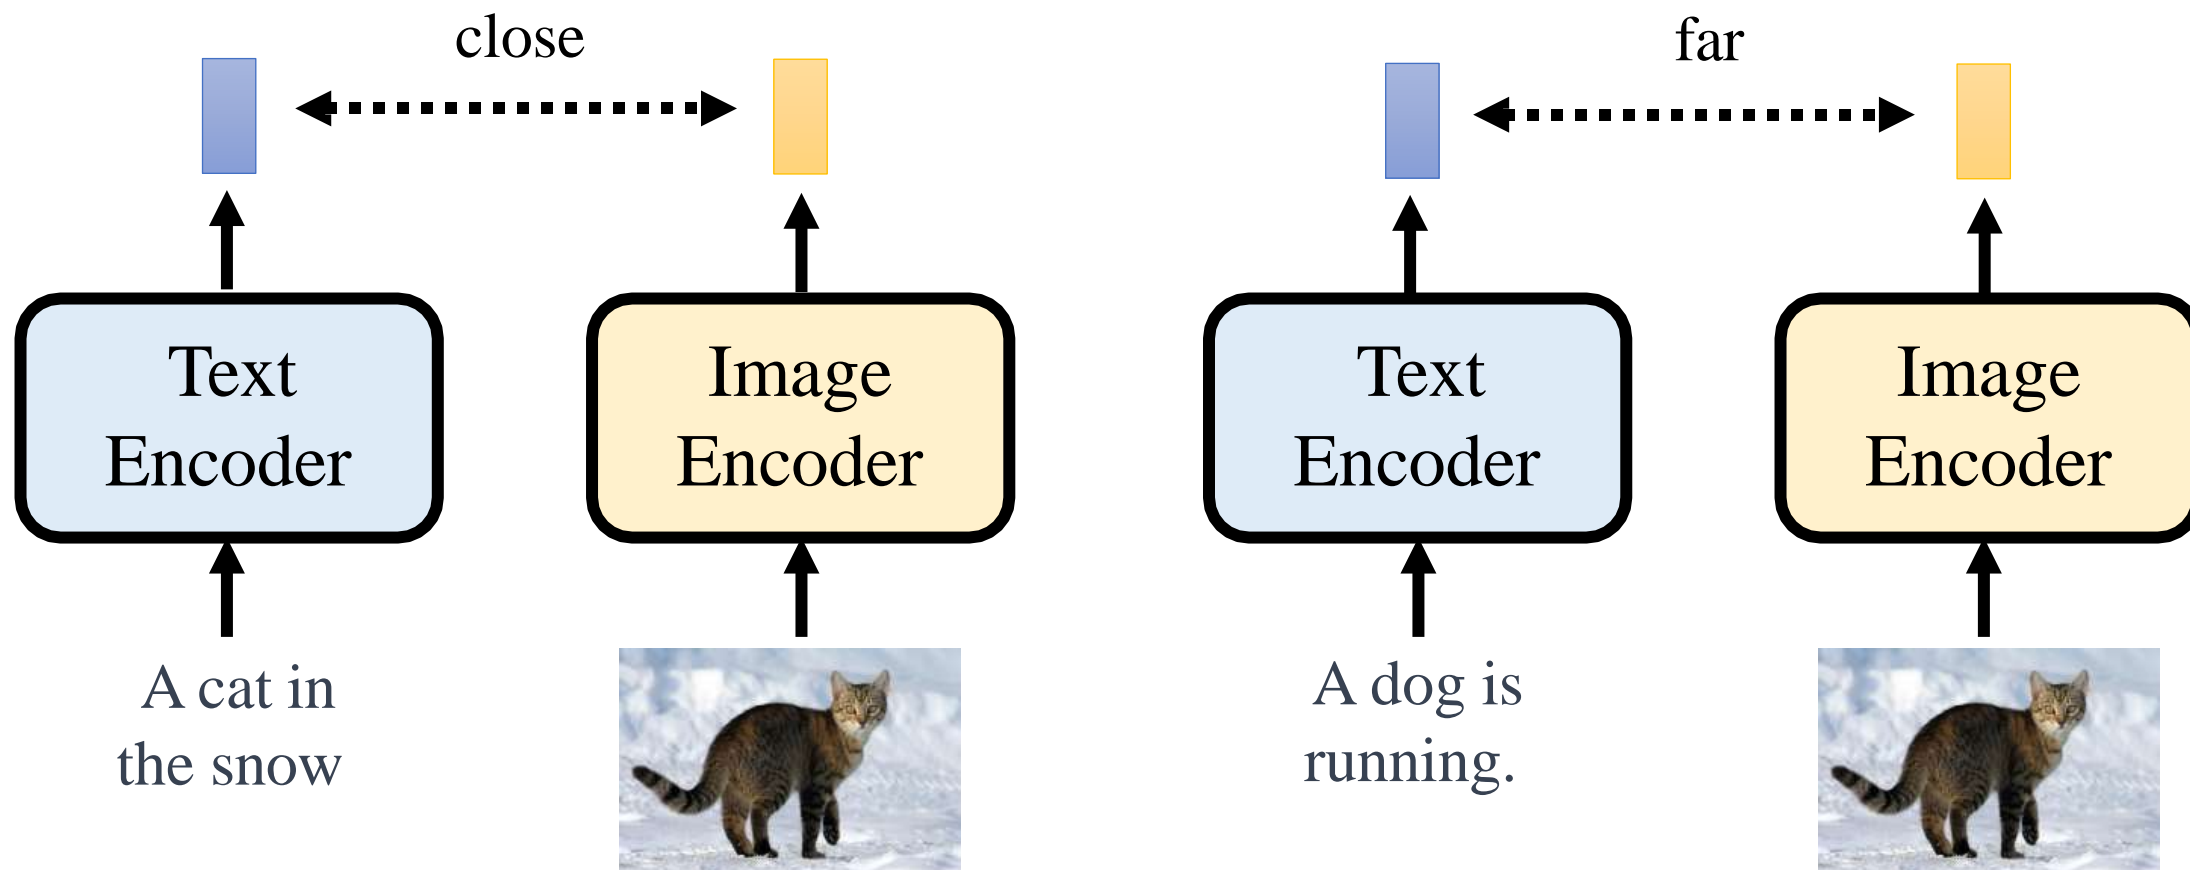 close
far
Text
Encoder
Image
Encoder
Text
Encoder
Image
Encoder
A cat in
the snow
A dog is
running.